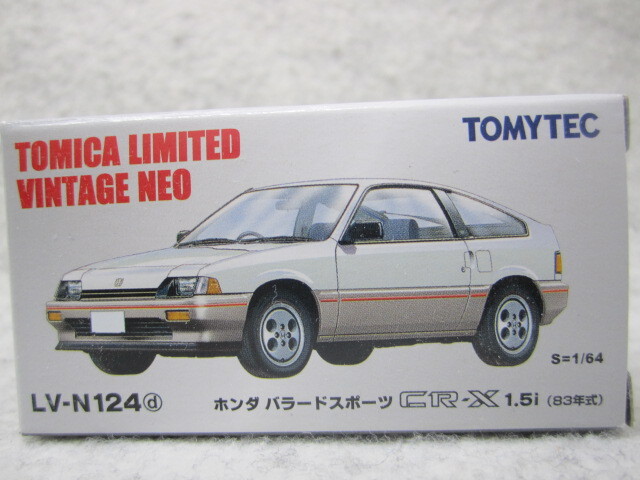 TOMICA LIMITED
VINTAGE NEO
TOMYTEC
S=1/64
LV-N124ⓓ
ホンダ バラードスポーツ CR-X 1.5i (83年式)